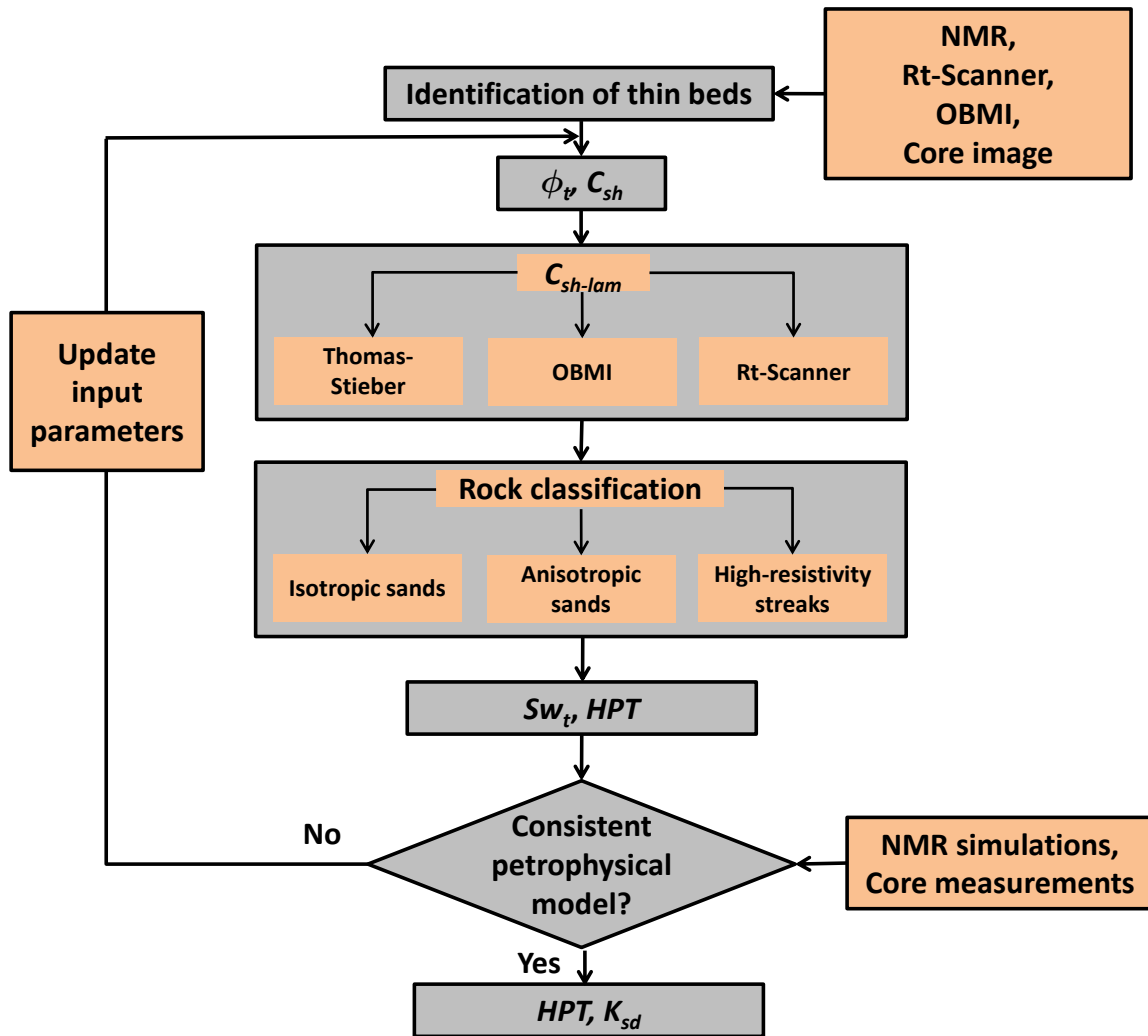 NMR,
Rt-Scanner,
OBMI,
Core image
Identification of thin beds
ϕt, Csh
Csh-lam
Thomas-
Stieber
OBMI
Rt-Scanner
Update
input
parameters
Rock classification
Isotropic sands
Anisotropic
sands
High-resistivity
streaks
Swt, HPT
No
Consistent
petrophysical
model?
NMR simulations,
Core measurements
Yes
HPT, Ksd